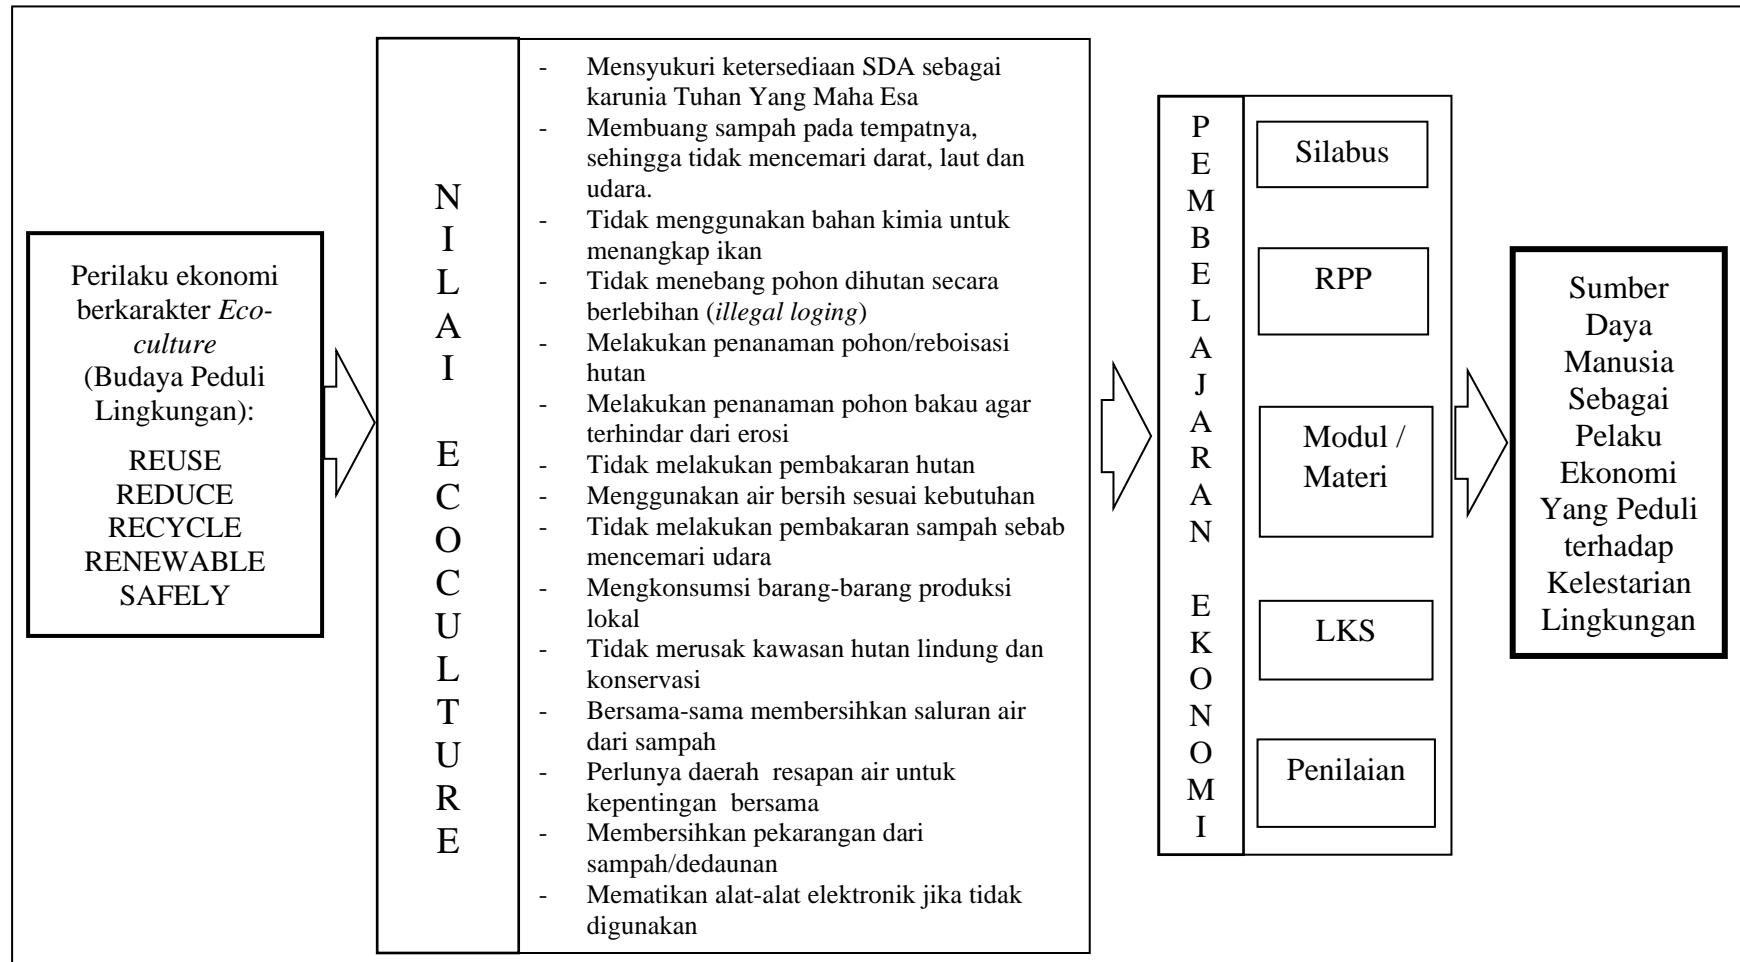 Perilaku ekonomi
berkarakter Eco-
culture
(Budaya Peduli
Lingkungan):
REUSE
REDUCE
RECYCLE
RENEWABLE
SAFELY
N
I
L
A
I
E
C
O
C
U
L
T
U
R
E
- Mensyukuri ketersediaan SDA sebagai
karunia Tuhan Yang Maha Esa
- Membuang sampah pada tempatnya,
sehingga tidak mencemari darat, laut dan
udara.
- Tidak menggunakan bahan kimia untuk
menangkap ikan
- Tidak menebang pohon dihutan secara
berlebihan (illegal loging)
- Melakukan penanaman pohon/reboisasi
hutan
- Melakukan penanaman pohon bakau agar
terhindar dari erosi
- Tidak melakukan pembakaran hutan
- Menggunakan air bersih sesuai kebutuhan
- Tidak melakukan pembakaran sampah sebab
mencemari udara
- Mengkonsumsi barang-barang produksi
lokal
- Tidak merusak kawasan hutan lindung dan
konservasi
- Bersama-sama membersihkan saluran air
dari sampah
- Perlunya daerah resapan air untuk
kepentingan bersama
- Membersihkan pekarangan dari
sampah/dedaunan
- Mematikan alat-alat elektronik jika tidak
digunakan
P
E
M
B
E
L
A
J
A
R
A
N
E
K
O
N
O
M
I
Silabus
RPP
Modul /
Materi
LKS
Penilaian
Sumber
Daya
Manusia
Sebagai
Pelaku
Ekonomi
Yang Peduli
terhadap
Kelestarian
Lingkungan